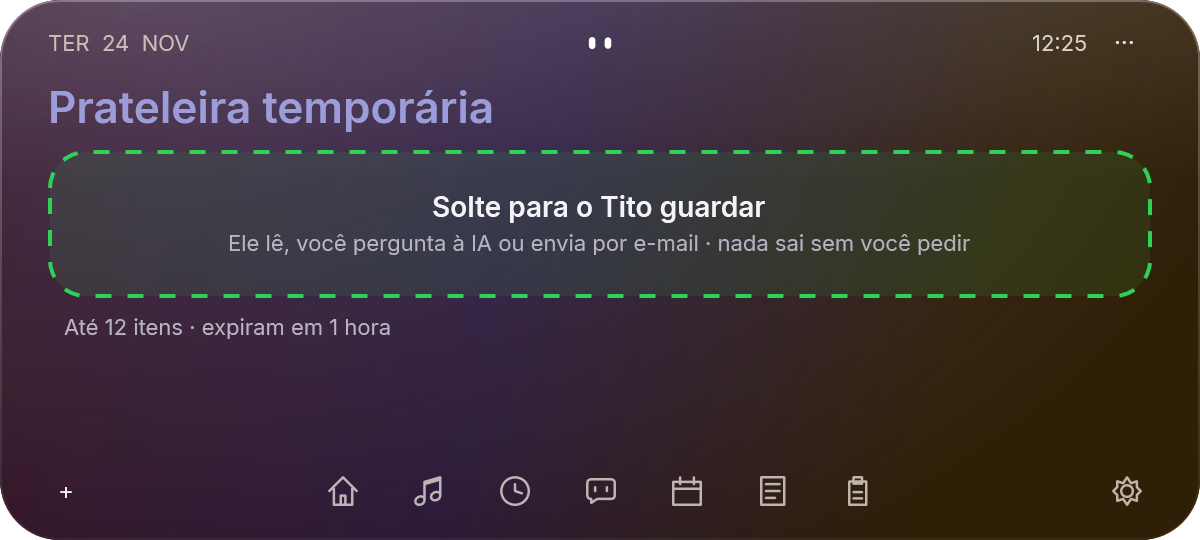 TER 24 NOV
12:25
Prateleira temporária
Solte para o Tito guardar
Ele lê, você pergunta à IA ou envia por e-mail · nada sai sem você pedir
Até 12 itens · expiram em 1 hora